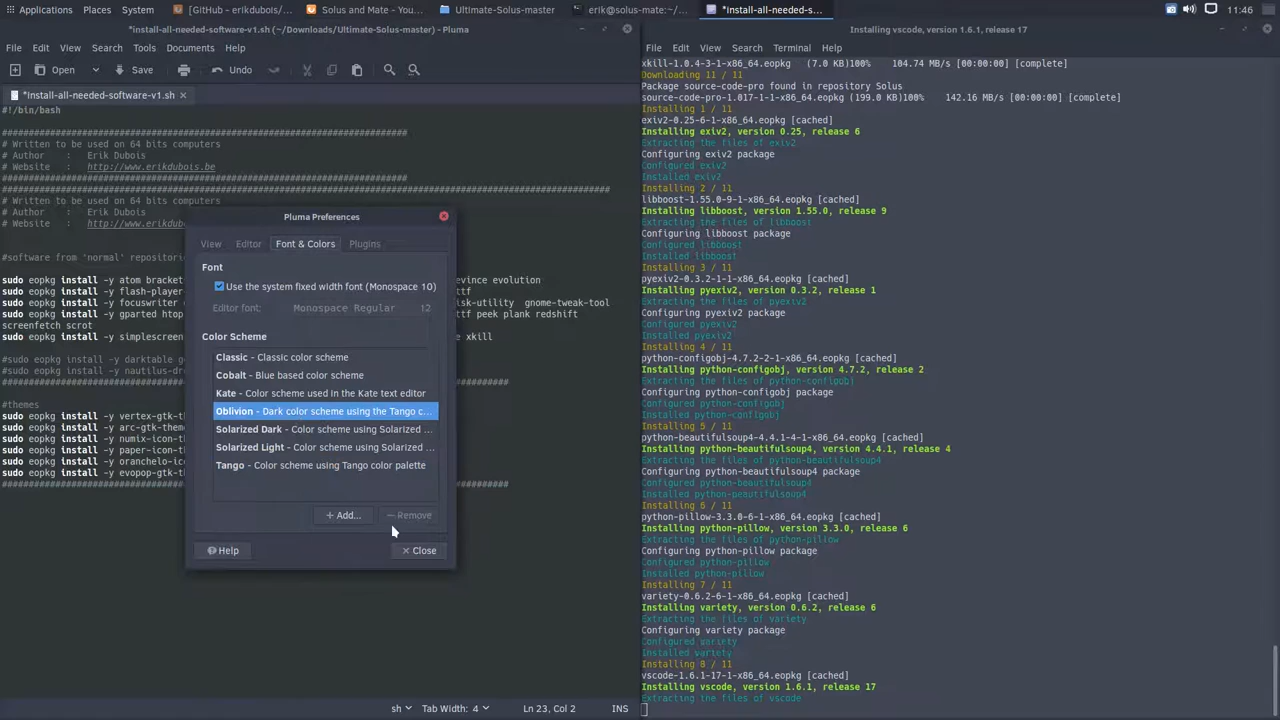 Applications Places System [GitHub - erikdubois/... Solus and Mate - You... Ultimate-Solus-master erik@solus-mate:~/... *install-all-needed-s... 11:46
*install-all-needed-software-v1.sh (~/Downloads/Ultimate-Solus-master) - Pluma
File Edit View Search Tools Documents Help
Open Save Undo
*install-all-needed-software-v1.sh
#!/bin/bash
##################################################################
# Written to be used on 64 bits computers
# Author : Erik Dubois
# Website : http://www.erikdubois.be
##################################################################
# Written to be used on 64 bits computers
# Author : Erik Dubois
# Website : http://www.erikdubo
#software from 'normal' repositori
sudo eopkg install -y atom bracket evince evolution
sudo eopkg install -y flash-player ttf
sudo eopkg install -y focuswriter isk-utility gnome-tweak-tool
sudo eopkg install -y gparted htop ttf peek plank redshift
screenfetch scrot
sudo eopkg install -y simplescreen e xkill
#sudo eopkg install -y darktable g
#sudo eopkg install -y nautilus-dr
#themes
sudo eopkg install -y vertex-gtk-t
sudo eopkg install -y arc-gtk-them
sudo eopkg install -y numix-icon-t
sudo eopkg install -y paper-icon-t
sudo eopkg install -y oranchelo-ic
sudo eopkg install -y evopop-gtk-t
Pluma Preferences
View Editor Font & Colors Plugins
Font
Use the system fixed width font (Monospace 10)
Editor font: Monospace Regular 12
Color Scheme
Classic - Classic color scheme
Cobalt - Blue based color scheme
Kate - Color scheme used in the Kate text editor
Oblivion - Dark color scheme using the Tango c...
Solarized Dark - Color scheme using Solarized ...
Solarized Light - Color scheme using Solarized ...
Tango - Color scheme using Tango color palette
+ Add... − Remove
Help Close
sh Tab Width: 4 Ln 23, Col 2 INS
Installing vscode, version 1.6.1, release 17
File Edit View Search Terminal Help
xkill-1.0.4-3-1-x86_64.eopkg (7.0 KB)100% 104.74 MB/s [00:00:00] [complete]
Downloading 11 / 11
Package source-code-pro found in repository Solus
source-code-pro-1.017-1-1-x86_64.eopkg (199.0 KB)100% 142.16 MB/s [00:00:00] [complete]
Installing 1 / 11
exiv2-0.25-6-1-x86_64.eopkg [cached]
Installing exiv2, version 0.25, release 6
Extracting the files of exiv2
Configuring exiv2 package
Configured exiv2
Installed exiv2
Installing 2 / 11
libboost-1.55.0-9-1-x86_64.eopkg [cached]
Installing libboost, version 1.55.0, release 9
Extracting the files of libboost
Configuring libboost package
Configured libboost
Installed libboost
Installing 3 / 11
pyexiv2-0.3.2-1-1-x86_64.eopkg [cached]
Installing pyexiv2, version 0.3.2, release 1
Extracting the files of pyexiv2
Configuring pyexiv2 package
Configured pyexiv2
Installed pyexiv2
Installing 4 / 11
python-configobj-4.7.2-2-1-x86_64.eopkg [cached]
Installing python-configobj, version 4.7.2, release 2
Extracting the files of python-configobj
Configuring python-configobj package
Configured python-configobj
Installed python-configobj
Installing 5 / 11
python-beautifulsoup4-4.4.1-4-1-x86_64.eopkg [cached]
Installing python-beautifulsoup4, version 4.4.1, release 4
Extracting the files of python-beautifulsoup4
Configuring python-beautifulsoup4 package
Configured python-beautifulsoup4
Installed python-beautifulsoup4
Installing 6 / 11
python-pillow-3.3.0-6-1-x86_64.eopkg [cached]
Installing python-pillow, version 3.3.0, release 6
Extracting the files of python-pillow
Configuring python-pillow package
Configured python-pillow
Installed python-pillow
Installing 7 / 11
variety-0.6.2-6-1-x86_64.eopkg [cached]
Installing variety, version 0.6.2, release 6
Extracting the files of variety
Configuring variety package
Configured variety
Installed variety
Installing 8 / 11
vscode-1.6.1-17-1-x86_64.eopkg [cached]
Installing vscode, version 1.6.1, release 17
Extracting the files of vscode